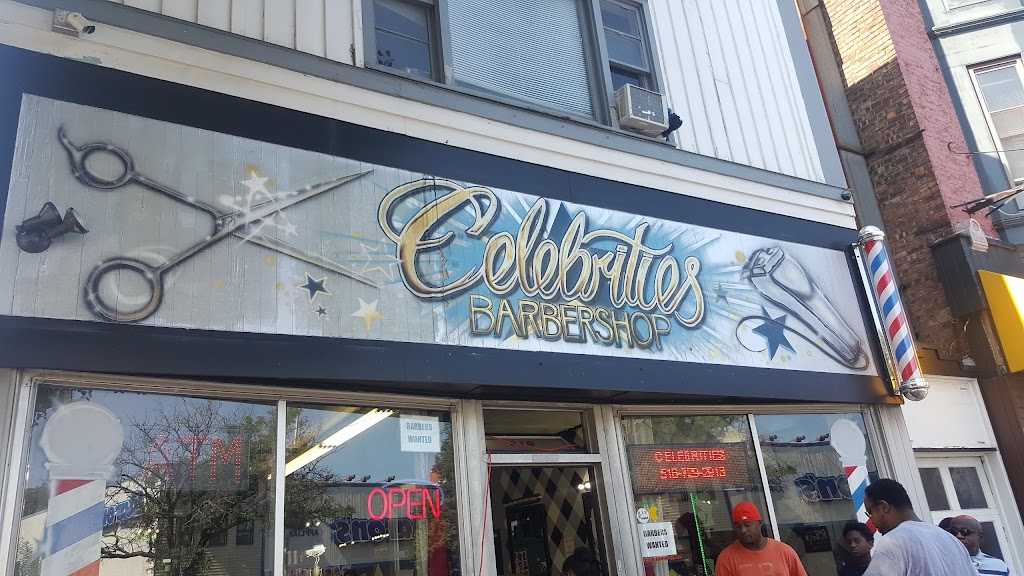 Celebrities
BARBERSHOP
BARBERS
WANTED
ATM
OPEN
CELEBRITIES
BARBERS
WANTED